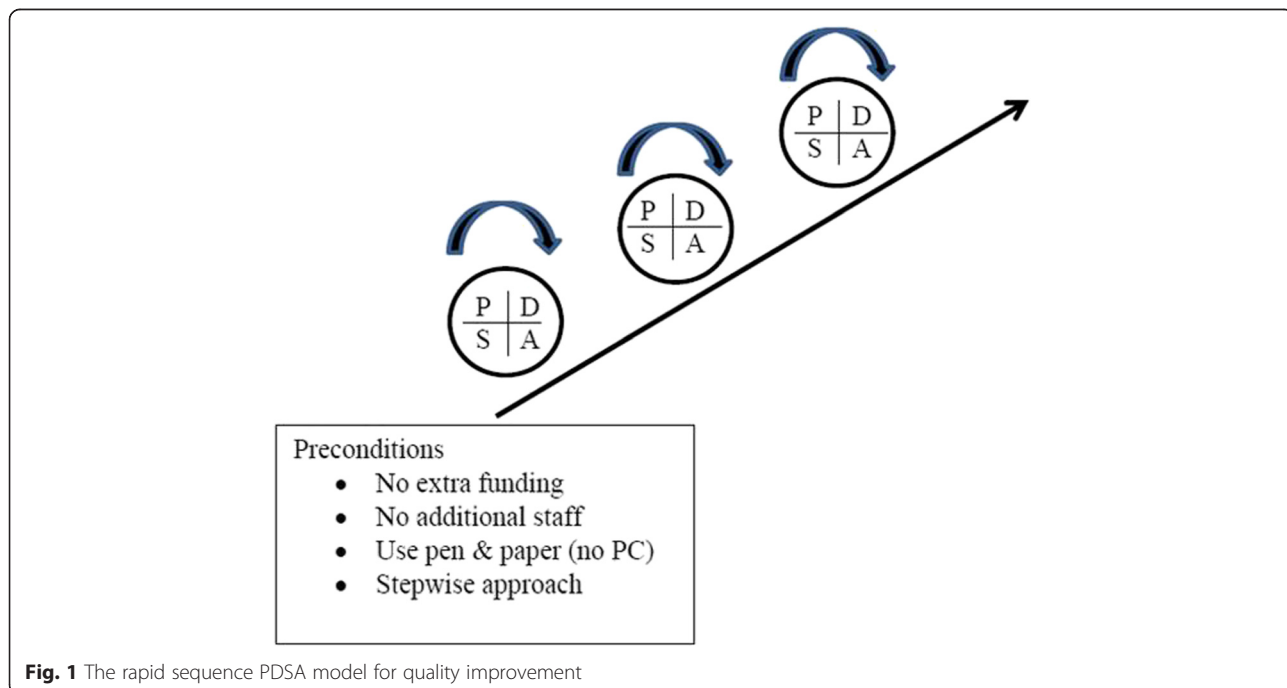 P D
S A
P D
S A
P D
S A
Preconditions
• No extra funding
• No additional staff
• Use pen & paper (no PC)
• Stepwise approach
Fig. 1 The rapid sequence PDSA model for quality improvement